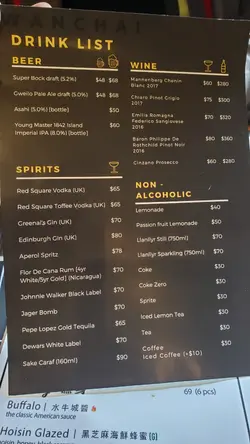 DRINK LIST
BEER
Super Bock draft (5.2%) $48 $68
Gweilo Pale Ale draft (5.0%) $48 $68
Asahi (5.0%) [bottle] $50
Young Master 1842 Island $60
Imperial IPA (8.0%) [bottle]
WINE
Mannenberg Chenin $60 $280
Blanc 2017
Chiaro Pinot Grigio $75 $300
2017
Emilia Romagna $70 $320
Federico Sangiovese
2016
Baron Philippe De $80 $360
Rothchild Pinot Noir
2016
Cinzano Prosecco $60 $280
SPIRITS
Red Square Vodka (UK) $65
Red Square Toffee Vodka (UK) $65
Greenalls Gin (UK) $70
Edinburgh Gin (UK) $80
Aperol Spritz $78
Flor De Cana Rum [4yr $70
White/5yr Gold] (Nicaragua)
Johnnie Walker Black Label $70
Jager Bomb $70
Pepe Lopez Gold Tequila $65
Dewars White Label $70
Sake Caraf (160ml) $90
NON -
ALCOHOLIC
Lemonade $40
Passion Fruit Lemonade $50
Llanllyr Still (750ml) $70
Llanllyr Sparkling (750ml) $70
Coke $30
Coke Zero $30
Sprite $30
Iced Lemon Tea $30
Tea $30
Coffee $30
Iced Coffee (+$10)
69 (6 pcs)
Buffalo | 水牛城醬
the classic American sauce
Hoisin Glazed | 黑芝麻海鮮蜂蜜 (G)